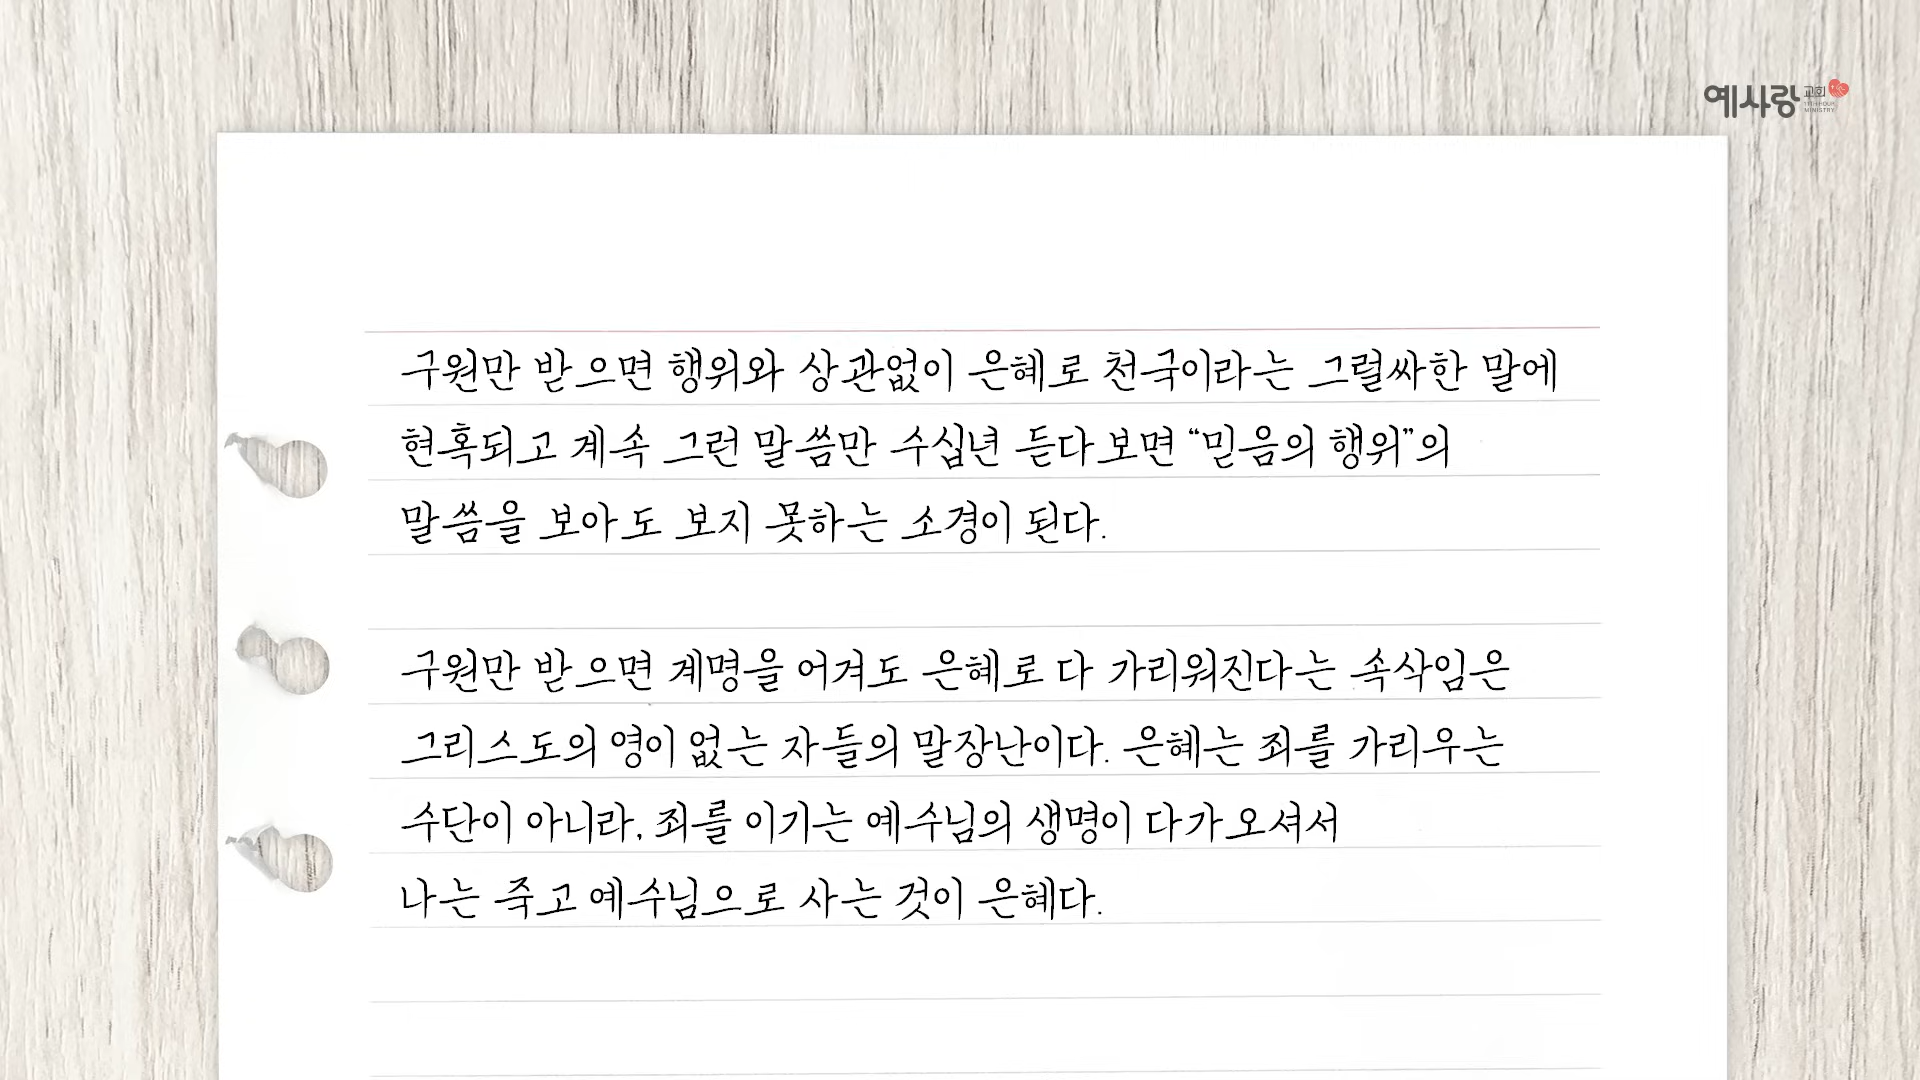 예사랑 교회
구원만 받으면 행위와 상관없이 은혜로 천국이라는 그럴싸한 말에
현혹되고 계속 그런 말씀만 수십년 듣다보면 “믿음의 행위”의
말씀을 보아도 보지 못하는 소경이 된다.
구원만 받으면 계명을 어겨도 은혜로 다 가리워진다는 속삭임은
그리스도의 영이 없는 자들의 말장난이다. 은혜는 죄를 가리우는
수단이 아니라, 죄를 이기는 예수님의 생명이 다가오셔서
나는 죽고 예수님으로 사는 것이 은혜다.